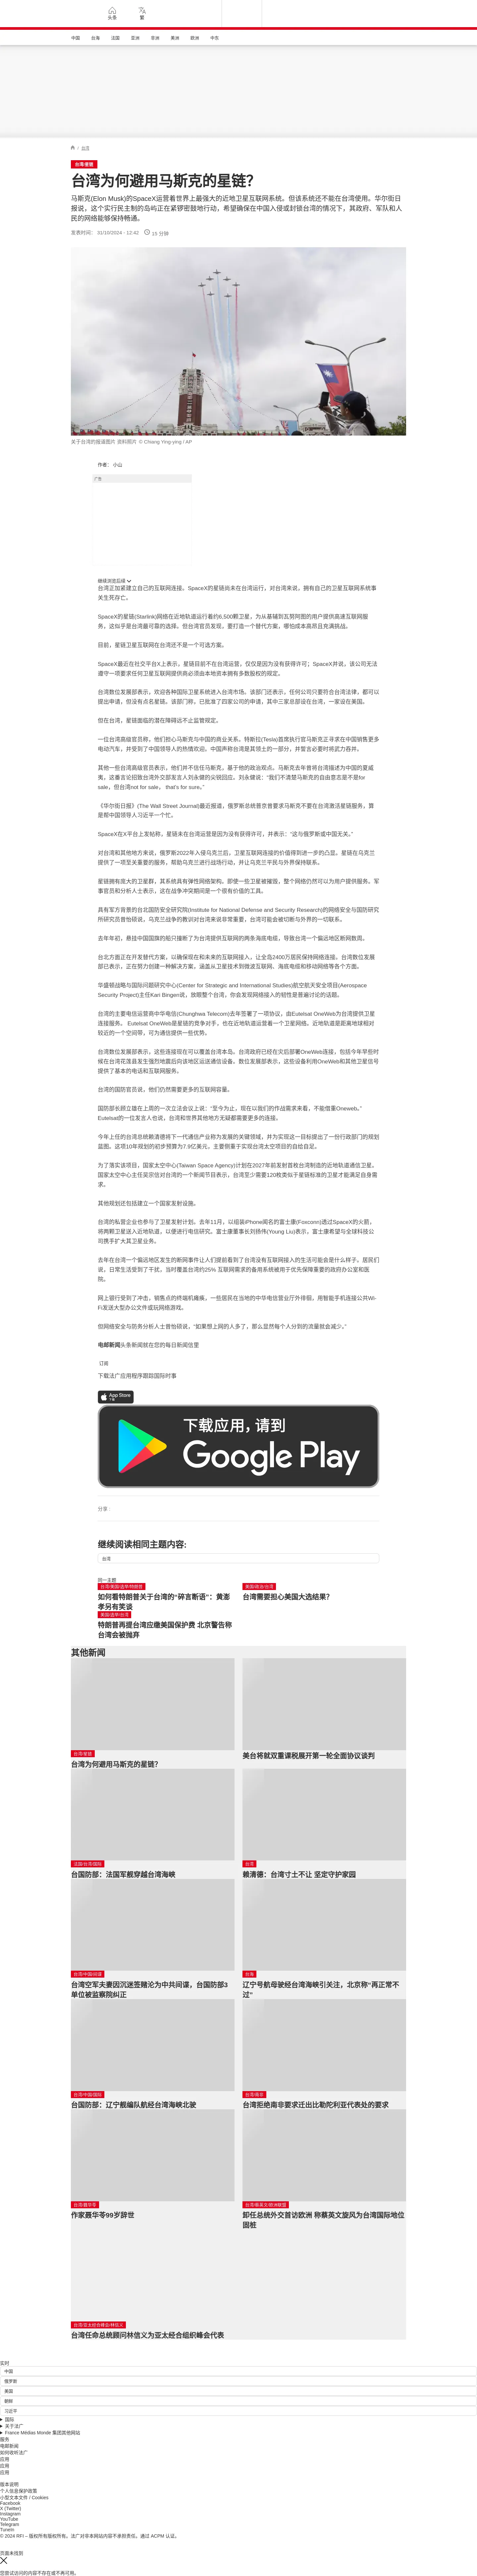 头条
繁
中国
台海
法国
亚洲
非洲
美洲
欧洲
中东
/ 台湾
台湾/星链
台湾为何避用马斯克的星链？
马斯克(Elon Musk)的SpaceX运营着世界上最强大的近地卫星互联网系统。但该系统还不能在台湾使用。华尔街日
报说，这个实行民主制的岛屿正在紧锣密鼓地行动，希望确保在中国入侵或封锁台湾的情况下，其政府、军队和人
民的网络能够保持畅通。
发表时间： 31/10/2024 - 12:42
15 分钟
关于台湾的报道图片 资料照片 © Chiang Ying-ying / AP
作者： 小山
广告
继续浏览后续
台湾正加紧建立自己的互联网连接。SpaceX的星链尚未在台湾运行，对台湾来说，拥有自己的卫星互联网系统事
关生死存亡。
SpaceX的星链(Starlink)网络在近地轨道运行着约6,500颗卫星，为从基辅到瓦努阿图的用户提供高速互联网服
务。这似乎是台湾最可靠的选择。但台湾官员发现，要打造一个替代方案，哪怕成本高昂且充满挑战。
目前，星链卫星互联网在台湾还不是一个可选方案。
SpaceX最近在社交平台X上表示，星链目前不在台湾运营，仅仅是因为没有获得许可；SpaceX并说，该公司无法
遵守一项要求任何卫星互联网提供商必须由本地资本拥有多数股权的规定。
台湾数位发展部表示，欢迎各种国际卫星系统进入台湾市场。该部门还表示，任何公司只要符合台湾法律，都可以
提出申请，但没有点名星链。该部门称，已批准了四家公司的申请，其中三家总部设在台湾，一家设在美国。
但在台湾，星链面临的潜在障碍远不止监管规定。
一位台湾高级官员称，他们担心马斯克与中国的商业关系。特斯拉(Tesla)首席执行官马斯克正寻求在中国销售更多
电动汽车，并受到了中国领导人的热情欢迎。中国声称台湾是其领土的一部分，并誓言必要时将武力吞并。
其他一些台湾高级官员表示，他们并不信任马斯克，基于他的政治观点。马斯克去年曾将台湾描述为中国的夏威
夷。这番言论招致台湾外交部发言人刘永健的尖锐回应。刘永健说：“我们不清楚马斯克的自由意志是不是for
sale，但台湾not for sale， that's for sure。”
《华尔街日报》(The Wall Street Journal)最近报道，俄罗斯总统普京曾要求马斯克不要在台湾激活星链服务，算
是帮中国领导人习近平一个忙。
SpaceX在X平台上发帖称，星链未在台湾运营是因为没有获得许可，并表示：“这与俄罗斯或中国无关。”
对台湾和其他地方来说，俄罗斯2022年入侵乌克兰后，卫星互联网连接的价值得到进一步的凸显。星链在乌克兰
提供了一项至关重要的服务，帮助乌克兰进行战场行动，并让乌克兰平民与外界保持联系。
星链拥有庞大的卫星群，其系统具有弹性网络架构。即使一些卫星被摧毁，整个网络仍然可以为用户提供服务。军
事官员和分析人士表示，这在战争冲突期间是一个很有价值的工具。
具有军方背景的台北国防安全研究院(Institute for National Defense and Security Research)的网络安全与国防研究
所研究员曾怡硕说，乌克兰战争的教训对台湾来说非常重要，台湾可能会被切断与外界的一切联系。
去年年初，悬挂中国国旗的船只撞断了为台湾提供互联网的两条海底电缆，导致台湾一个偏远地区断网数周。
台北方面正在开发替代方案，以确保现在和未来的互联网接入。让全岛2400万居民保持网络连接。台湾数位发展
部已表示，正在努力创建一种解决方案，涵盖从卫星技术到微波互联网、海底电缆和移动网络等各个方面。
华盛顿战略与国际问题研究中心(Center for Strategic and International Studies)航空航天安全项目(Aerospace
Security Project)主任Kari Bingen说，放眼整个台湾，你会发现网络接入的韧性是普遍讨论的话题。
台湾的主要电信运营商中华电信(Chunghwa Telecom)去年签署了一项协议，由Eutelsat OneWeb为台湾提供卫星
连接服务。 Eutelsat OneWeb是星链的竞争对手，也在近地轨道运营着一个卫星网络。近地轨道是距离地球相对
较近的一个空间带，可为通信提供一些优势。
台湾数位发展部表示，这些连接现在可以覆盖台湾本岛。台湾政府已经在灾后部署OneWeb连接，包括今年早些时
候在台湾花莲县发生强烈地震后向该地区运送通信设备。数位发展部表示，这些设备利用OneWeb和其他卫星信号
提供了基本的电话和互联网服务。
台湾的国防官员说，他们仍然需要更多的互联网容量。
国防部长顾立雄在上周的一次立法会议上说：“至今为止，现在以我们的作战需求来看，不能借重Oneweb。”
Eutelsat的一位发言人也说，台湾和世界其他地方无疑都需要更多的连接。
今年上任的台湾总统赖清德将下一代通信产业称为发展的关键领域，并为实现这一目标提出了一份行政部门的规划
蓝图。这项10年规划的初步预算为7.9亿美元，主要侧重于实现台湾太空项目的自给自足。
为了落实该项目，国家太空中心(Taiwan Space Agency)计划在2027年前发射首枚台湾制造的近地轨道通信卫星。
国家太空中心主任吴宗信对台湾的一个新闻节目表示，台湾至少需要120枚类似于星链标准的卫星才能满足自身需
求。
其他规划还包括建立一个国家发射设施。
台湾的私营企业也参与了卫星发射计划。去年11月，以组装iPhone闻名的富士康(Foxconn)透过SpaceX的火箭，
将两颗卫星送入近地轨道，以便进行电信研究。富士康董事长刘扬伟(Young Liu)表示，富士康希望与全球科技公
司携手扩大其卫星业务。
去年在台湾一个偏远地区发生的断网事件让人们提前看到了台湾没有互联网接入的生活可能会是什么样子。居民们
说，日常生活受到了干扰，当时覆盖台湾约25% 互联网需求的备用系统被用于优先保障重要的政府办公室和医
院。
网上银行受到了冲击，销售点的终端机瘫痪，一些居民在当地的中华电信营业厅外徘徊，用智能手机连接公共Wi-
Fi发送大型办公文件或玩网络游戏。
但网络安全与防务分析人士曾怡硕说，“如果想上网的人多了，那么显然每个人分到的流量就会减少。”
电邮新闻头条新闻就在您的每日新闻信里
订阅
下载法广应用程序跟踪国际时事
App Store
下载应用,请到
Google Play
分享 :
继续阅读相同主题内容:
台湾
同一主题
台湾/美国/选举/特朗普
如何看特朗普关于台湾的“碎言断语”：黄澎
孝另有笑谈
美国/政治/台湾
台湾需要担心美国大选结果？
美国/选举/台湾
特朗普再提台湾应缴美国保护费 北京警告称
台湾会被抛弃
其他新闻
台湾/星链
台湾为何避用马斯克的星链？
美台将就双重课税展开第一轮全面协议谈判
法国/台湾/国际
台国防部：法国军舰穿越台湾海峡
台湾
赖清德：台湾寸土不让 坚定守护家园
台湾/中国/间谍
台湾空军夫妻因沉迷签赌沦为中共间谍，台国防部3
单位被监察院纠正
台海
辽宁号航母驶经台湾海峡引关注，北京称“再正常不
过”
台湾/中国/国际
台国防部：辽宁舰编队航经台湾海峡北驶
台湾/南非
台湾拒绝南非要求迁出比勒陀利亚代表处的要求
台湾/聂华苓
作家聂华苓99岁辞世
台湾/蔡英文/欧洲联盟
卸任总统外交首访欧洲 称蔡英文旋风为台湾国际地位
固桩
台湾/亚太经合峰会/林信义
台湾任命总统顾问林信义为亚太经合组织峰会代表
实时
中国
俄罗斯
美国
朝鲜
习近平
国际
关于法广
France Médias Monde 集团其他网站
服务
电邮新闻
如何收听法广
应用
应用
应用
版本说明
个人信息保护政策
小型文本文件 / Cookies
Facebook
X (Twitter)
Instagram
YouTube
Telegram
TuneIn
© 2024 RFI – 版权所有版权所有。法广对非本网站内容不承担责任。通过 ACPM 认证。
页面未找到
您尝试访问的内容不存在或不再可用。